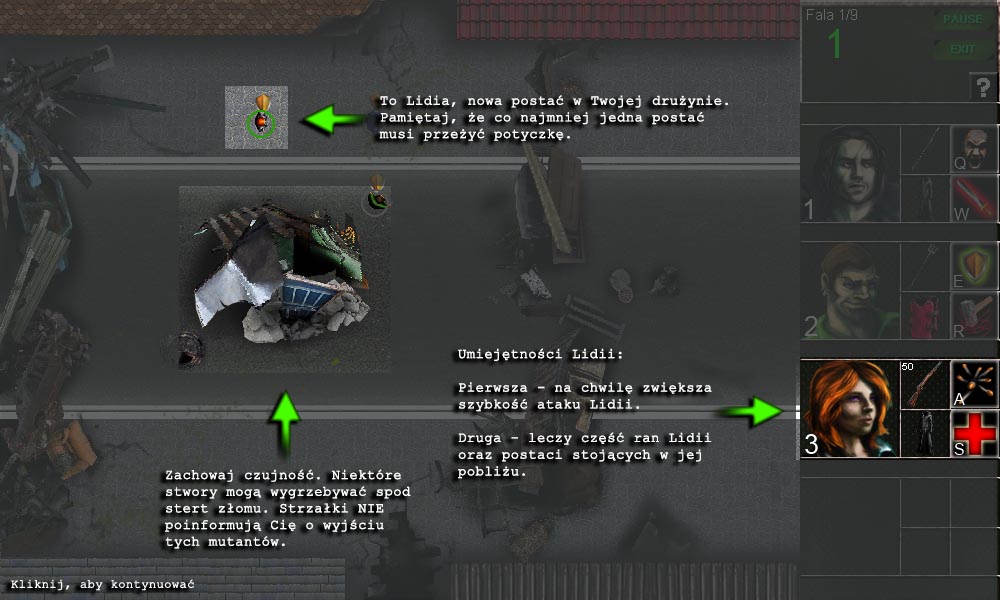 Fala 1/9
PAUSE
1
EXIT
?
To Lidia, nowa postać w Twojej drużynie.
Pamiętaj, że co najmniej jedna postać
musi przeżyć potyczkę.
Q
1
W
E
2
R
Umiejętności Lidii:
Pierwsza - na chwilę zwiększa
szybkość ataku Lidii.
Druga - leczy część ran Lidii
oraz postaci stojących w jej
pobliżu.
50
A
3
S
Zachowaj czujność. Niektóre
stwory mogą wygrzebywać spod
stert złomu. Strzałki NIE
poinformują Cię o wyjściu
tych mutantów.
Kliknij, aby kontynuować